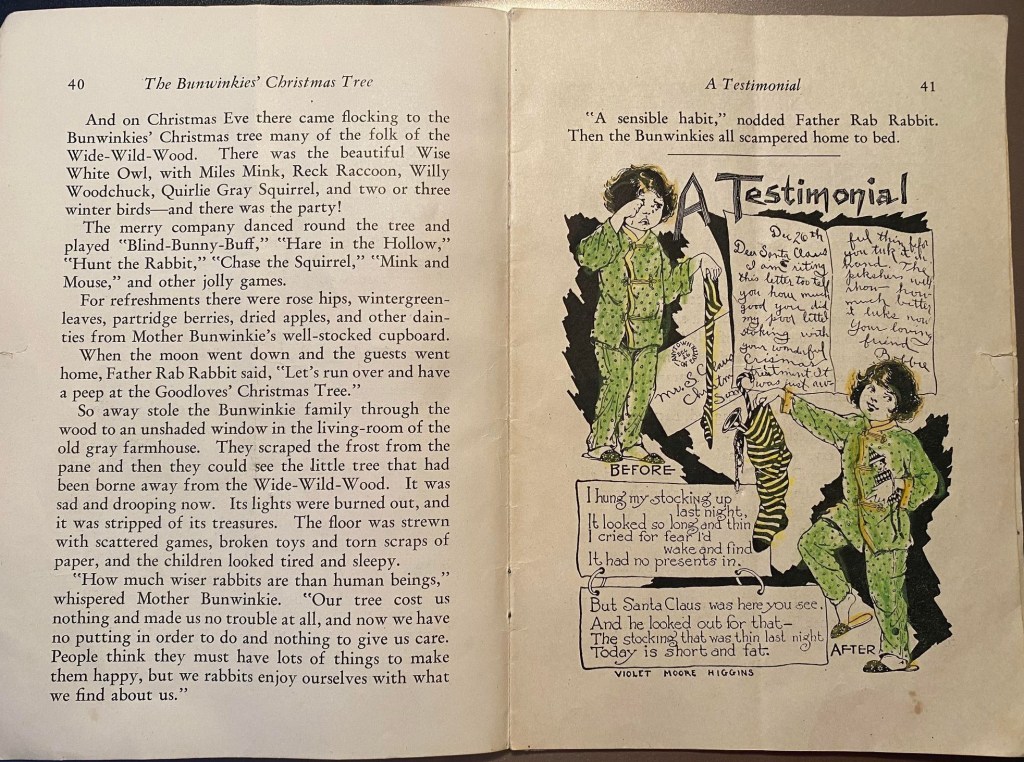 40 The Bunwinkies' Christmas Tree
And on Christmas Eve there came flocking to the
Bunwinkies' Christmas tree many of the folk of the
Wide-Wild-Wood. There was the beautiful Wise
White Owl, with Miles Mink, Reck Raccoon, Willy
Woodchuck, Quirlie Gray Squirrel, and two or three
winter birds—and there was the party!
The merry company danced round the tree and
played "Blind-Bunny-Buff," "Hare in the Hollow,"
"Hunt the Rabbit," "Chase the Squirrel," "Mink and
Mouse," and other jolly games.
For refreshments there were rose hips, wintergreen-
leaves, partridge berries, dried apples, and other dain-
ties from Mother Bunwinkie's well-stocked cupboard.
When the moon went down and the guests went
home, Father Rab Rabbit said, "Let's run over and have
a peep at the Goodloves' Christmas Tree."
So away stole the Bunwinkie family through the
wood to an unshaded window in the living-room of the
old gray farmhouse. They scraped the frost from the
pane and then they could see the little tree that had
been borne away from the Wide-Wild-Wood. It was
sad and drooping now. Its lights were burned out, and
it was stripped of its treasures. The floor was strewn
with scattered games, broken toys and torn scraps of
paper, and the children looked tired and sleepy.
"How much wiser rabbits are than human beings,"
whispered Mother Bunwinkie. "Our tree cost us
nothing and made us no trouble at all, and now we have
no putting in order to do and nothing to give us care.
People think they must have lots of things to make
them happy, but we rabbits enjoy ourselves with what
we find about us."
A Testimonial 41
"A sensible habit," nodded Father Rab Rabbit.
Then the Bunwinkies all scampered home to bed.
A Testimonial
Dec 26th
Dear Santa Claus
I am riting
this letter too tell
you how much
good you did
my poor little
stoking with
your wonderful
Crismas
treatment It
was just aw-
ful thin befor
you tuk it in
hand. The
pikshers will
show how
much better
it luks now
Your loving
friend
Mr. S. Claus
BEFORE
I hung my stocking up
last night,
It looked so long and thin
I cried for fear I'd
wake and find
It had no presents in.
But Santa Claus was here you see,
And he looked out for that—
The stocking that was thin last night
Today is short and fat.
AFTER
VIOLET MOORE HIGGINS